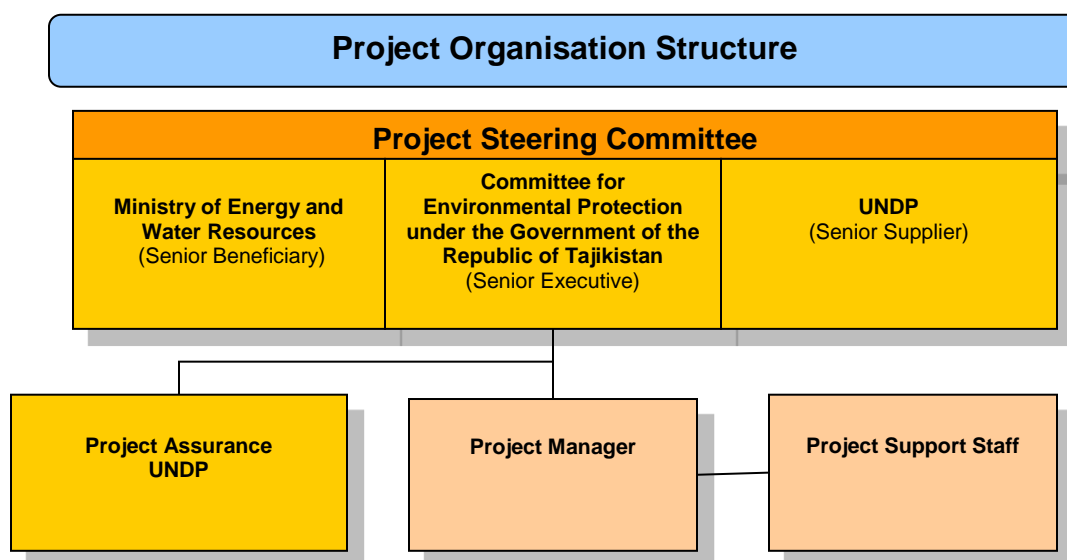 Project Organisation Structure
Project Steering Committee
Ministry of Energy and
Water Resources
(Senior Beneficiary)
Committee for
Environmental Protection
under the Government of the
Republic of Tajikistan
(Senior Executive)
UNDP
(Senior Supplier)
Project Assurance
UNDP
Project Manager
Project Support Staff